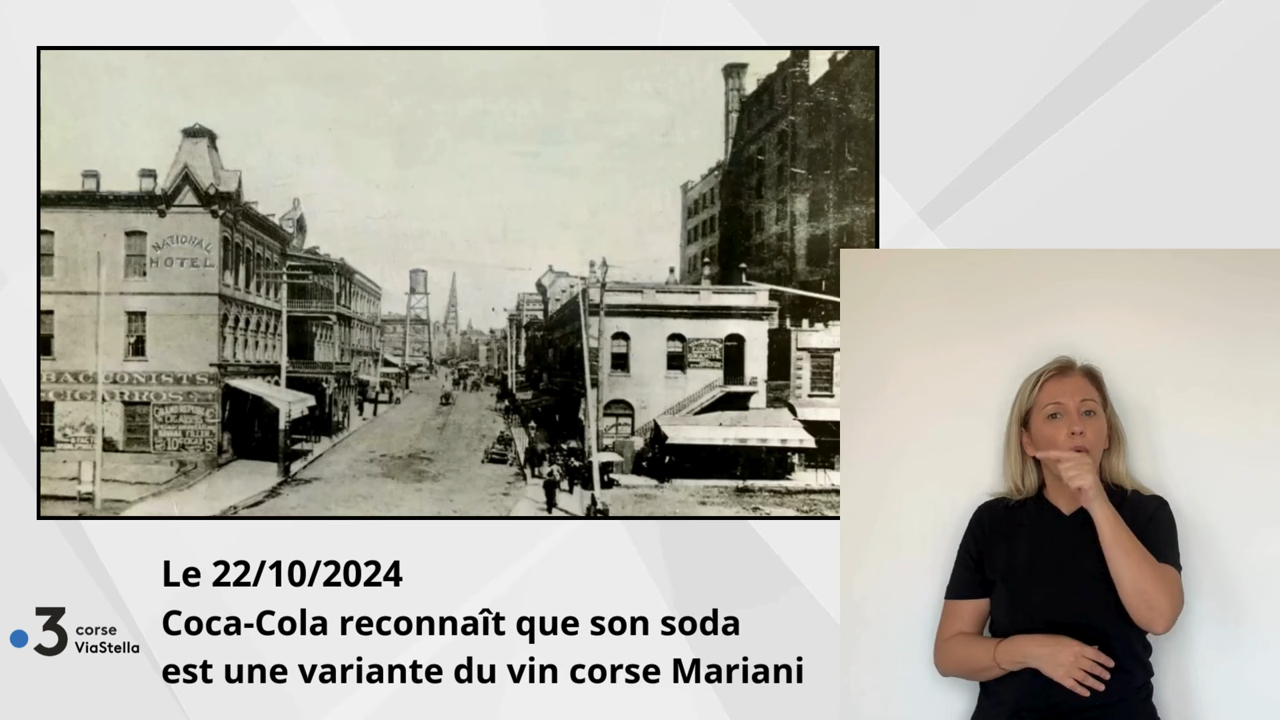 NATIONAL
HOTEL
BACCONISTS
CIGARROS
Le 22/10/2024
Coca-Cola reconnaît que son soda
est une variante du vin corse Mariani
3 corse
ViaStella